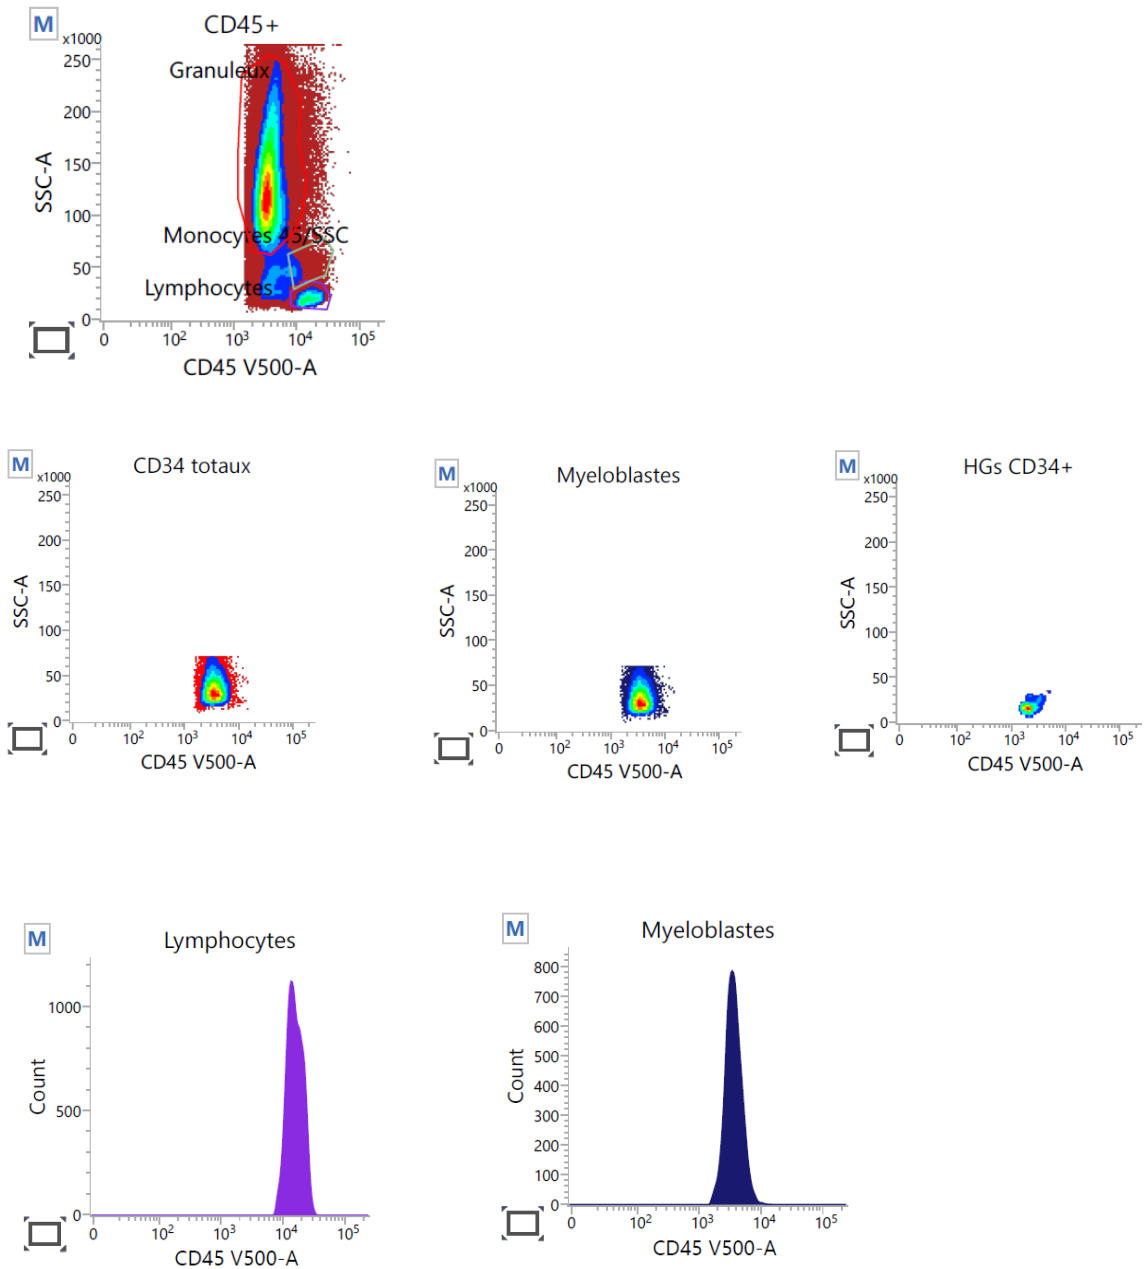 M
CD45+
x1000
Granuleux
250
200
150
100
50
0
SSC-A
Monocytes 45/SSC
Lymphocytes
0 10² 10³ 10⁴ 10⁵
CD45 V500-A
M
CD34 totaux
x1000
250
200
150
100
50
0
SSC-A
0 10² 10³ 10⁴ 10⁵
CD45 V500-A
M
Myeloblastes
x1000
250
200
150
100
50
0
SSC-A
0 10² 10³ 10⁴ 10⁵
CD45 V500-A
M
HGs CD34+
x1000
250
200
150
100
50
0
SSC-A
0 10² 10³ 10⁴ 10⁵
CD45 V500-A
M
Lymphocytes
1000
500
0
Count
0 10² 10³ 10⁴ 10⁵
CD45 V500-A
M
Myeloblastes
800
700
600
500
400
300
200
100
0
Count
0 10² 10³ 10⁴ 10⁵
CD45 V500-A